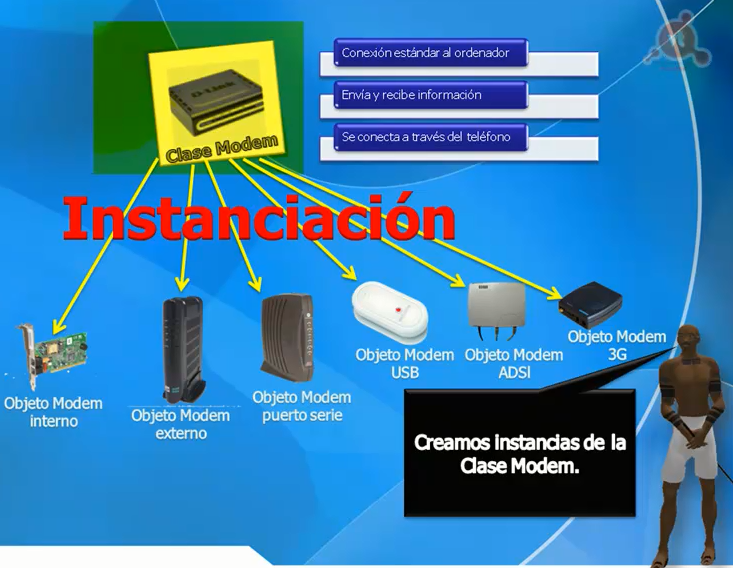 Conexión estándar al ordenador
Envía y recibe información
Se conecta a través del teléfono
D-Link
Clase Modem
Instanciación
Objeto Modem
interno
Objeto Modem
externo
Objeto Modem
puerto serie
Objeto Modem
USB
Objeto Modem
ADSI
Objeto Modem
3G
Creamos instancias de la
Clase Modem.